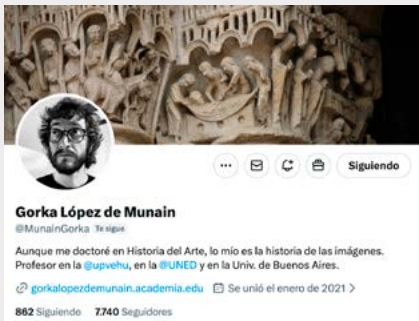 Siguiendo
Gorka López de Munain
@MunainGorka Te sigue
Aunque me doctoré en Historia del Arte, lo mío es la historia de las imágenes.
Profesor en la @upvehu, en la @UNED y en la Univ. de Buenos Aires.
gorkalopezdemunain.academia.edu Se unió el enero de 2021
862 Siguiendo 7.740 Seguidores